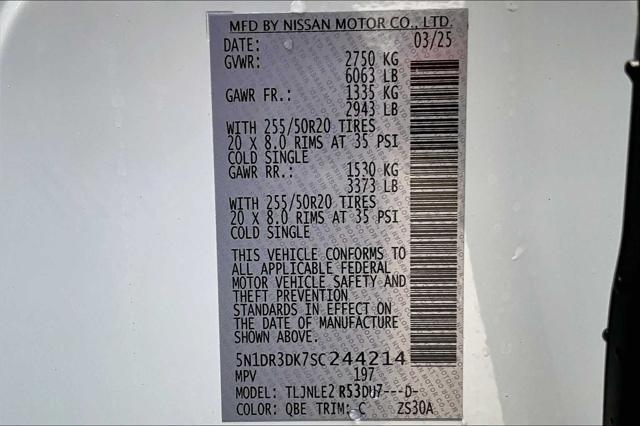 MFD BY NISSAN MOTOR CO., LTD.
DATE: 03/25
GVWR: 2750 KG
6063 LB
GAWR FR.: 1335 KG
2943 LB
WITH 255/50R20 TIRES
20 X 8.0 RIMS AT 35 PSI
COLD SINGLE
GAWR RR.: 1530 KG
3373 LB
WITH 255/50R20 TIRES
20 X 8.0 RIMS AT 35 PSI
COLD SINGLE
THIS VEHICLE CONFORMS TO
ALL APPLICABLE FEDERAL
MOTOR VEHICLE SAFETY AND
THEFT PREVENTION
STANDARDS IN EFFECT ON
THE DATE OF MANUFACTURE
SHOWN ABOVE.
5N1DR3DK7SC244214
MPV 197
MODEL: TLJNLE2 R53DU7---D-
COLOR: QBE TRIM: C ZS30A